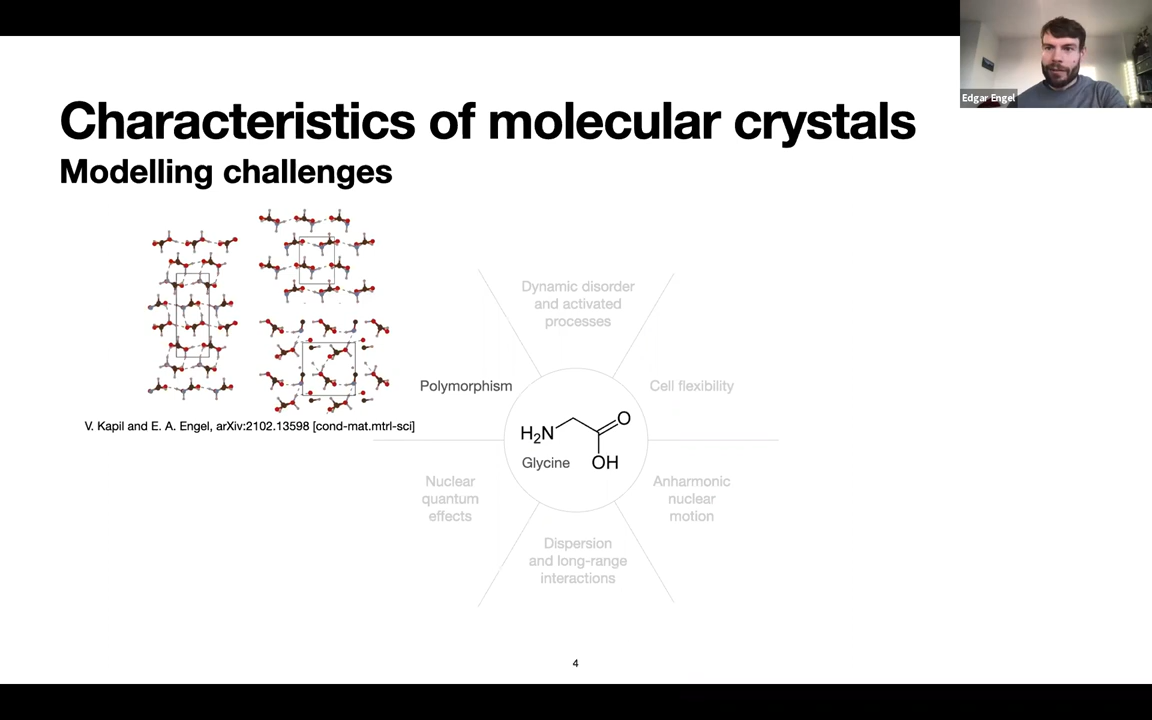 Edgar Engel
Characteristics of molecular crystals
Modelling challenges
Dynamic disorder
and activated
processes
Polymorphism
Cell flexibility
V. Kapil and E. A. Engel, arXiv:2102.13598 [cond-mat.mtrl-sci]
H₂N
O
OH
Glycine
Nuclear
quantum
effects
Anharmonic
nuclear
motion
Dispersion
and long-range
interactions
4